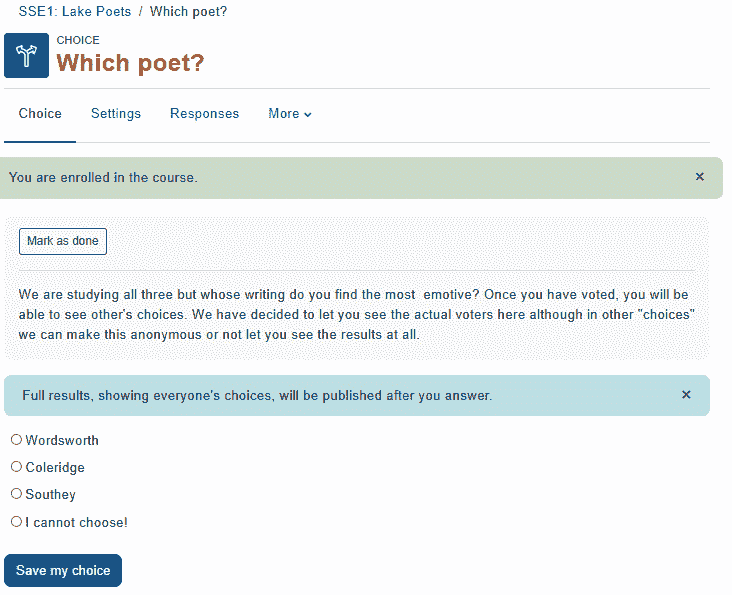 SSE1: Lake Poets / Which poet?
CHOICE
Which poet?
Choice Settings Responses More
You are enrolled in the course. ×
Mark as done
We are studying all three but whose writing do you find the most emotive? Once you have voted, you will be
able to see other's choices. We have decided to let you see the actual voters here although in other "choices"
we can make this anonymous or not let you see the results at all.
Full results, showing everyone's choices, will be published after you answer. ×
Wordsworth
Coleridge
Southey
I cannot choose!
Save my choice